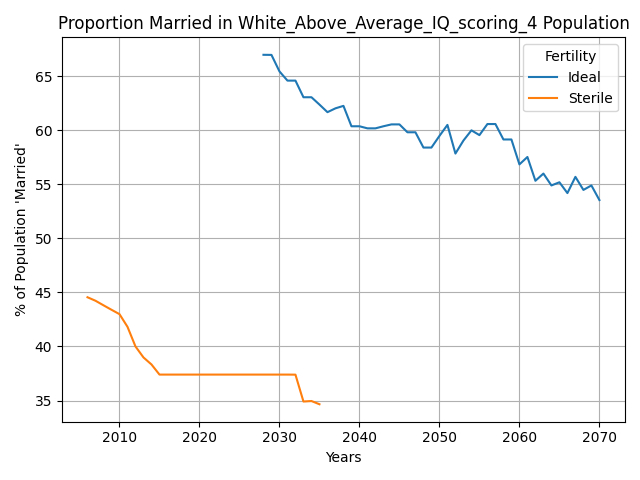 Proportion Married in White_Above_Average_IQ_scoring_4 Population
% of Population 'Married'
65
60
55
50
45
40
35
Fertility
Ideal
Sterile
2010
2020
2030
2040
2050
2060
2070
Years